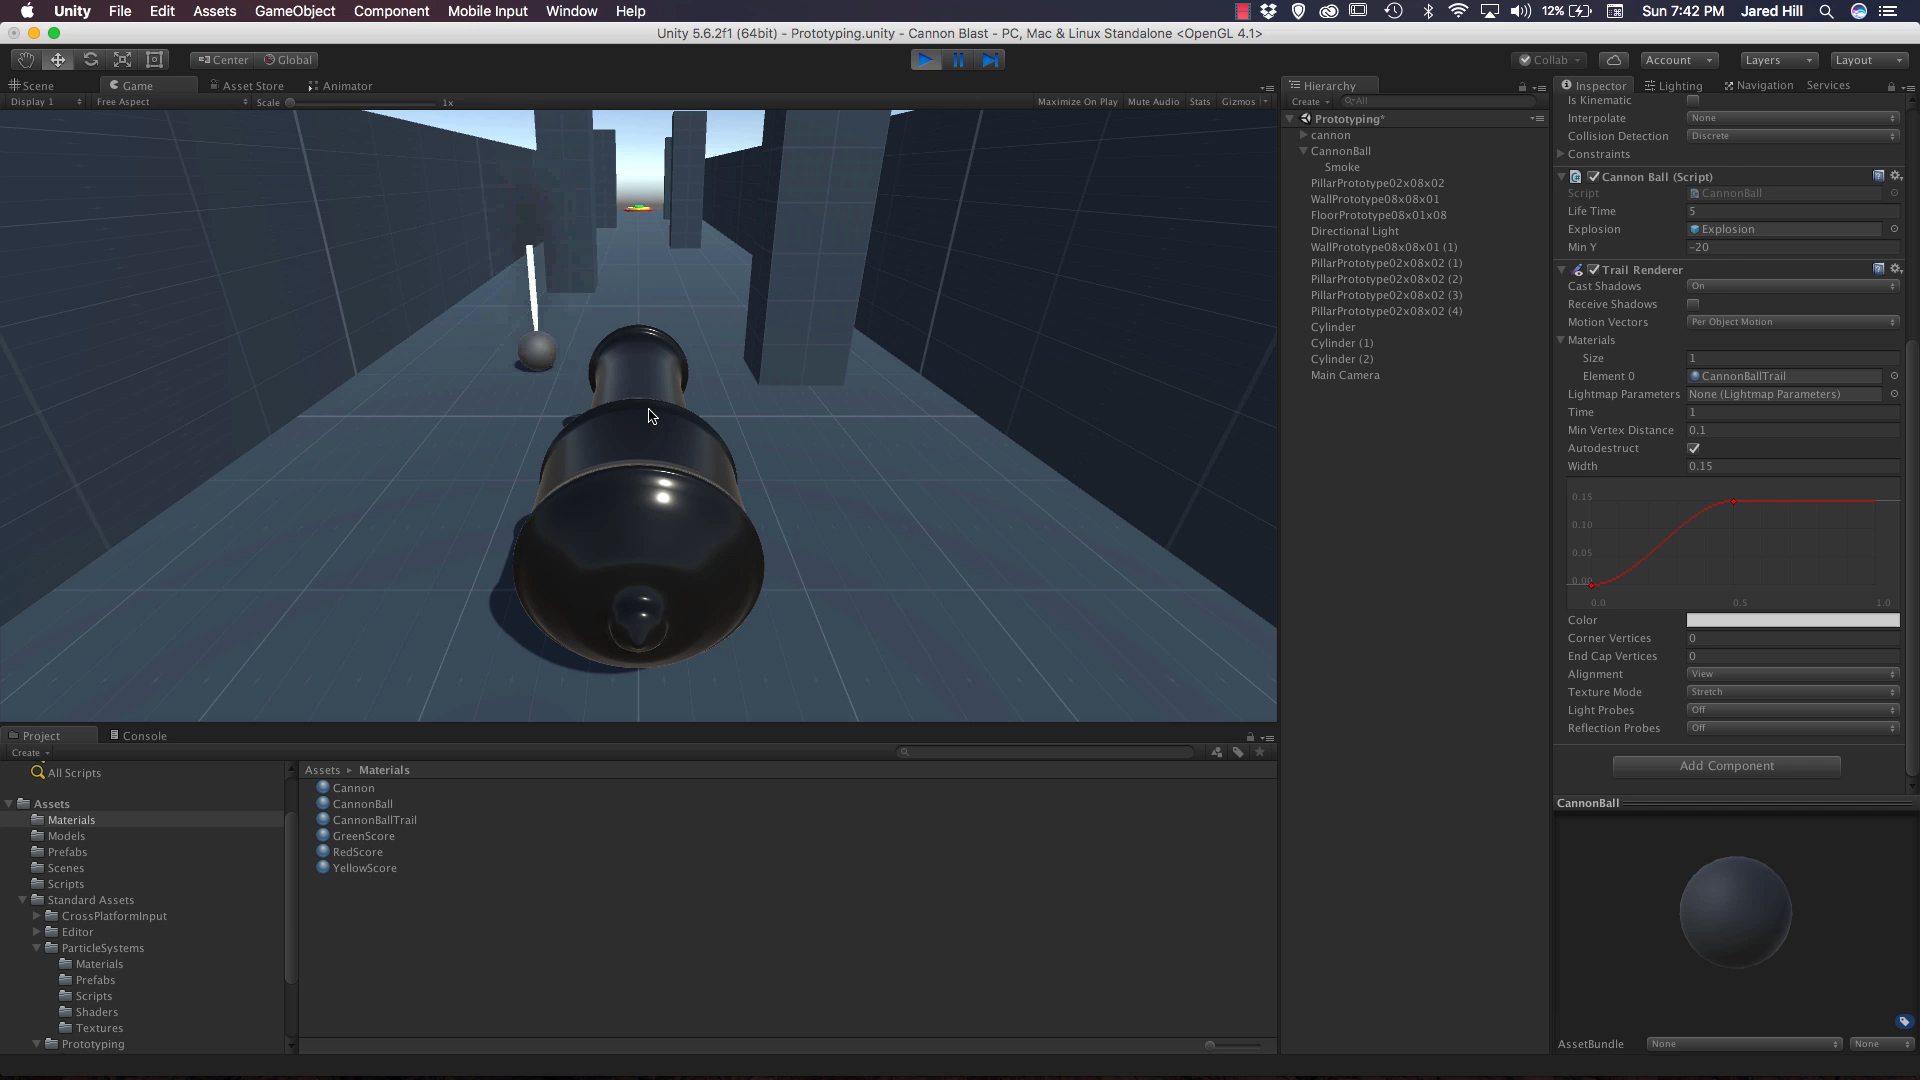 Unity File Edit Assets GameObject Component Mobile Input Window Help 12% Sun 7:42 PM Jared Hill
Unity 5.6.2f1 (64bit) - Prototyping.unity - Cannon Blast - PC, Mac & Linux Standalone <OpenGL 4.1>
Center Global Collab Account Layers Layout
Scene Game Asset Store Animator
Display 1 Free Aspect Scale 1x Maximize On Play Mute Audio Stats Gizmos
Hierarchy
Create All
Prototyping*
cannon
CannonBall
Smoke
PillarPrototype02x08x02
WallPrototype08x08x01
FloorPrototype08x01x08
Directional Light
WallPrototype08x08x01 (1)
PillarPrototype02x08x02 (1)
PillarPrototype02x08x02 (2)
PillarPrototype02x08x02 (3)
PillarPrototype02x08x02 (4)
Cylinder
Cylinder (1)
Cylinder (2)
Main Camera
Inspector Lighting Navigation Services
Is Kinematic
Interpolate None
Collision Detection Discrete
Constraints
Cannon Ball (Script)
Script CannonBall
Life Time 5
Explosion Explosion
Min Y -20
Trail Renderer
Cast Shadows On
Receive Shadows
Motion Vectors Per Object Motion
Materials
Size 1
Element 0 CannonBallTrail
Lightmap Parameters None (Lightmap Parameters)
Time 1
Min Vertex Distance 0.1
Autodestruct
Width 0.15
0.15
0.10
0.05
0.00
0.0 0.5 1.0
Color
Corner Vertices 0
End Cap Vertices 0
Alignment View
Texture Mode Stretch
Light Probes Off
Reflection Probes Off
Add Component
CannonBall
AssetBundle None None
Project Console
Create
All Scripts
Assets
Materials
Models
Prefabs
Scenes
Scripts
Standard Assets
CrossPlatformInput
Editor
ParticleSystems
Materials
Prefabs
Scripts
Shaders
Textures
Prototyping
Assets Materials
Cannon
CannonBall
CannonBallTrail
GreenScore
RedScore
YellowScore